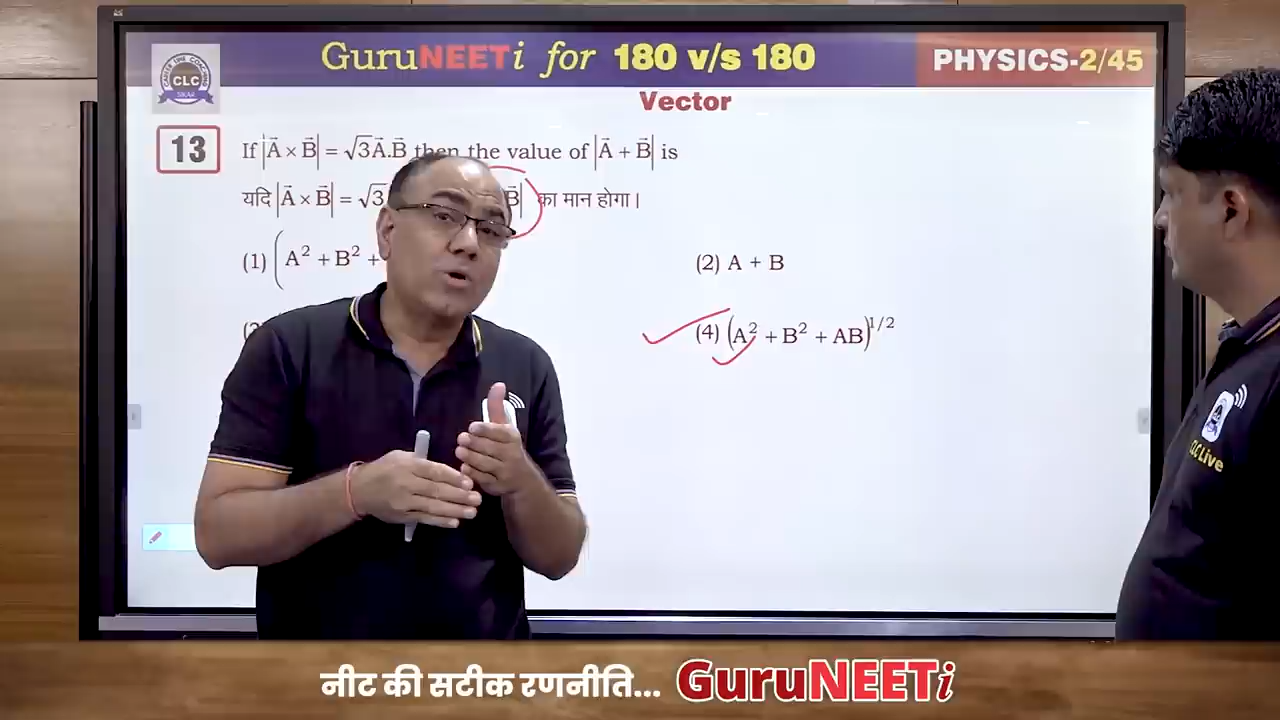 GuruNEETi for 180 v/s 180
PHYSICS-2/45
CLC
SIKAR
Vector
13
If |A⃗ × B⃗| = √3A⃗.B⃗ then the value of |A⃗ + B⃗| is
यदि |A⃗ × B⃗| = √3 B⃗| का मान होगा।
(1) (A² + B² +
(2) A + B
(4) (A² + B² + AB)^1/2
CLC Live
नीट की सटीक रणनीति... GuruNEETi